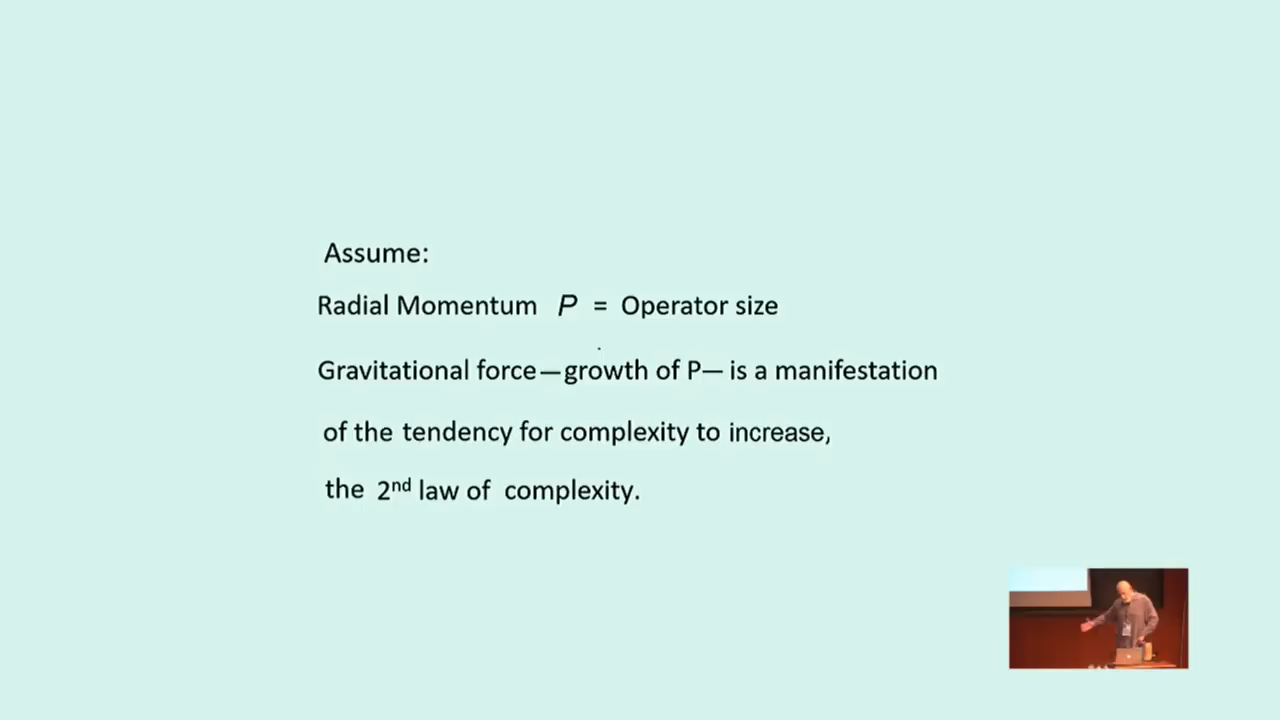 Assume:
Radial Momentum P = Operator size
Gravitational force—growth of P— is a manifestation
of the tendency for complexity to increase,
the 2nd law of complexity.